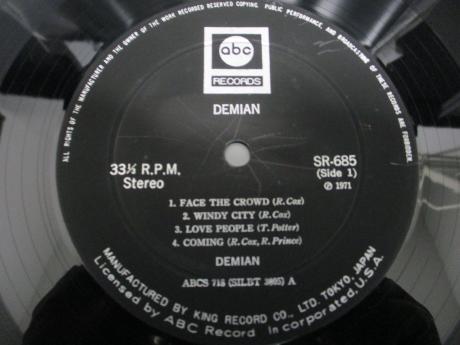 ALL RIGHTS OF THE MANUFACTURER AND OF THE OWNER OF THE WORK RECORDED RESERVED COPYING, PUBLIC PERFORMANCE, AND BROADCASTING OF THESE RECORDS ARE FORBIDDEN.
abc
RECORDS
DEMIAN
33⅓ R.P.M.
Stereo
SR-685
(Side 1)
℗ 1971
1. FACE THE CROWD (R. Cox)
2. WINDY CITY (R. Cox)
3. LOVE PEOPLE (T. Potter)
4. COMING (R. Cox, R. Prince)
DEMIAN
ABCS 718 (SILBT 3805) A
MANUFACTURED BY KING RECORD CO., LTD. TOKYO, JAPAN
Licensed by ABC Record Incorporated, U.S.A.